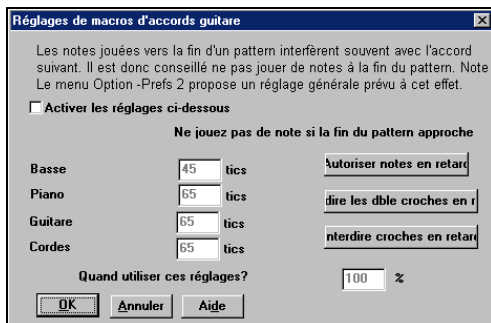 Réglages de macros d'accords guitare
Les notes jouées vers la fin d'un pattern interfèrent souvent avec l'accord
suivant. Il est donc conseillé ne pas jouer de notes à la fin du pattern. Note
Le menu Option -Prefs 2 propose un réglage générale prévu à cet effet.
Activer les réglages ci-dessous
Ne jouez pas de note si la fin du pattern approche
Basse 45 tics
Autoriser notes en retard
Piano 65 tics
dire les dble croches en r
Guitare 65 tics
nterdire croches en retard
Cordes 65 tics
Quand utiliser ces réglages? 100 %
OK Annuler Aide